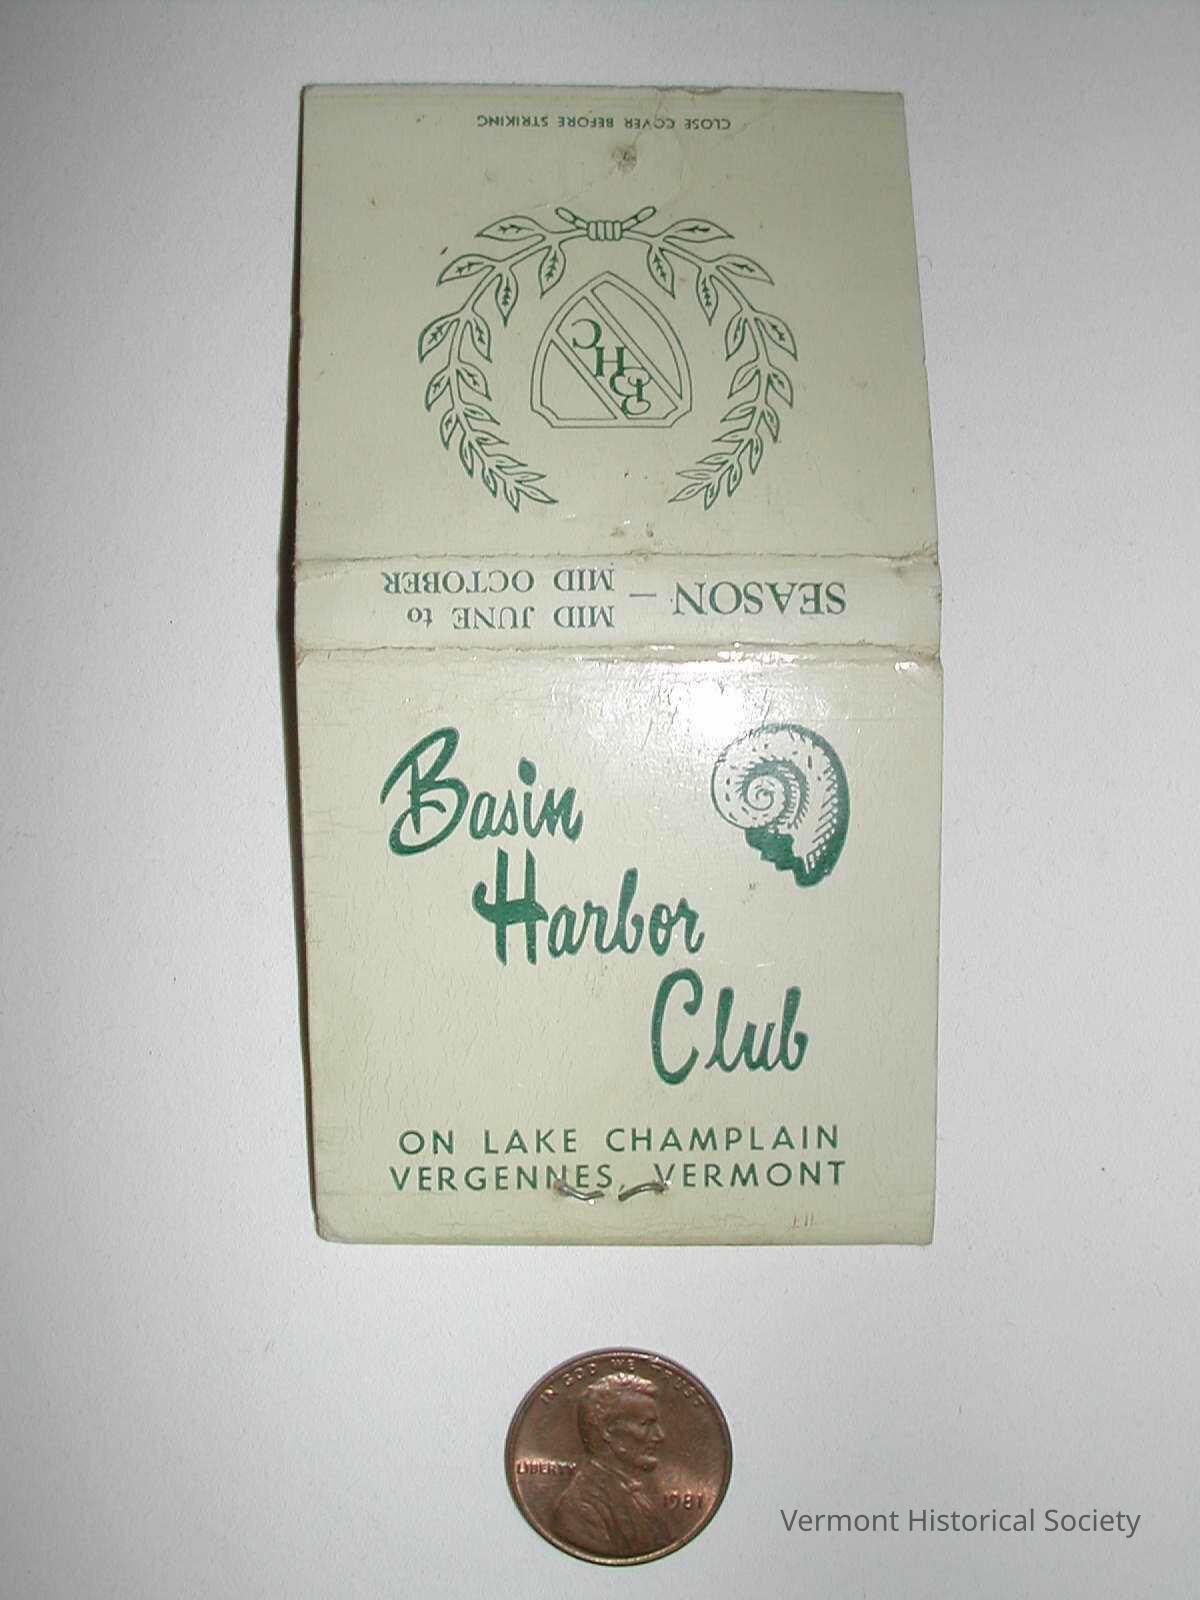 CLOSE COVER BEFORE STRIKING
BHC
SEASON – MID JUNE to
MID OCTOBER
Basin
Harbor
Club
ON LAKE CHAMPLAIN
VERGENNES, VERMONT
IN GOD WE TRUST
LIBERTY
1981
Vermont Historical Society